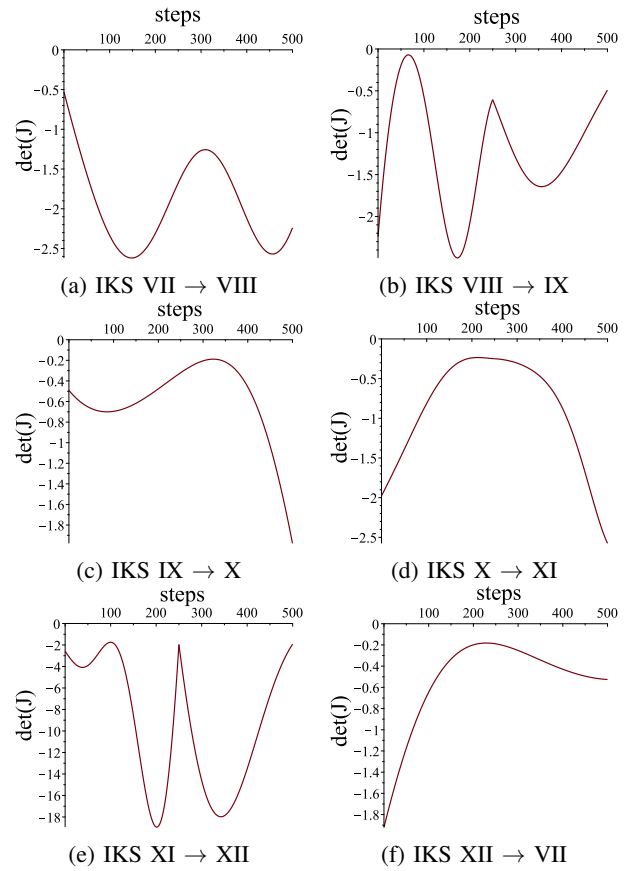 steps
0 100 200 300 400 500
−0.5
−1
−1.5
−2
−2.5
det(J)
(a) IKS VII → VIII
steps
0 100 200 300 400 500
−0.5
−1
−1.5
−2
det(J)
(b) IKS VIII → IX
steps
0 100 200 300 400 500
−0.2
−0.4
−0.6
−0.8
−1
−1.2
−1.4
−1.6
−1.8
det(J)
(c) IKS IX → X
steps
0 100 200 300 400 500
−0.5
−1
−1.5
−2
−2.5
det(J)
(d) IKS X → XI
steps
0 100 200 300 400 500
−2
−4
−6
−8
−10
−12
−14
−16
−18
det(J)
(e) IKS XI → XII
steps
0 100 200 300 400 500
−0.2
−0.4
−0.6
−0.8
−1
−1.2
−1.4
−1.6
−1.8
det(J)
(f) IKS XII → VII